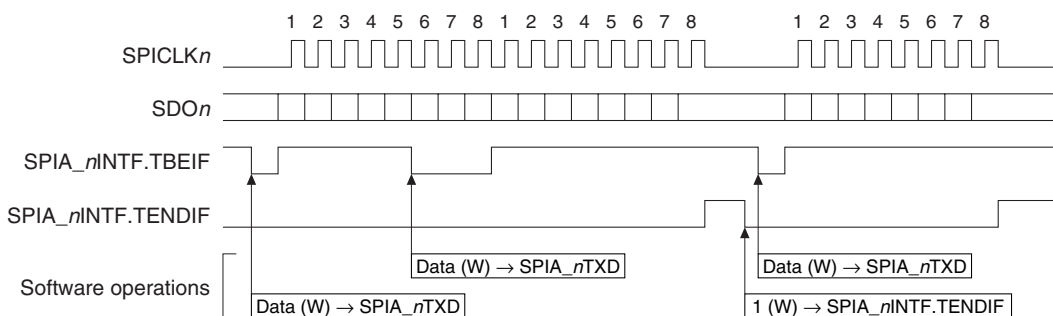 1 2 3 4 5 6 7 8 1 2 3 4 5 6 7 8 1 2 3 4 5 6 7 8
SPICLKn
SDOn
SPIA_nINTF.TBEIF
SPIA_nINTF.TENDIF
Data (W) → SPIA_nTXD Data (W) → SPIA_nTXD
Software operations
Data (W) → SPIA_nTXD 1 (W) → SPIA_nINTF.TENDIF